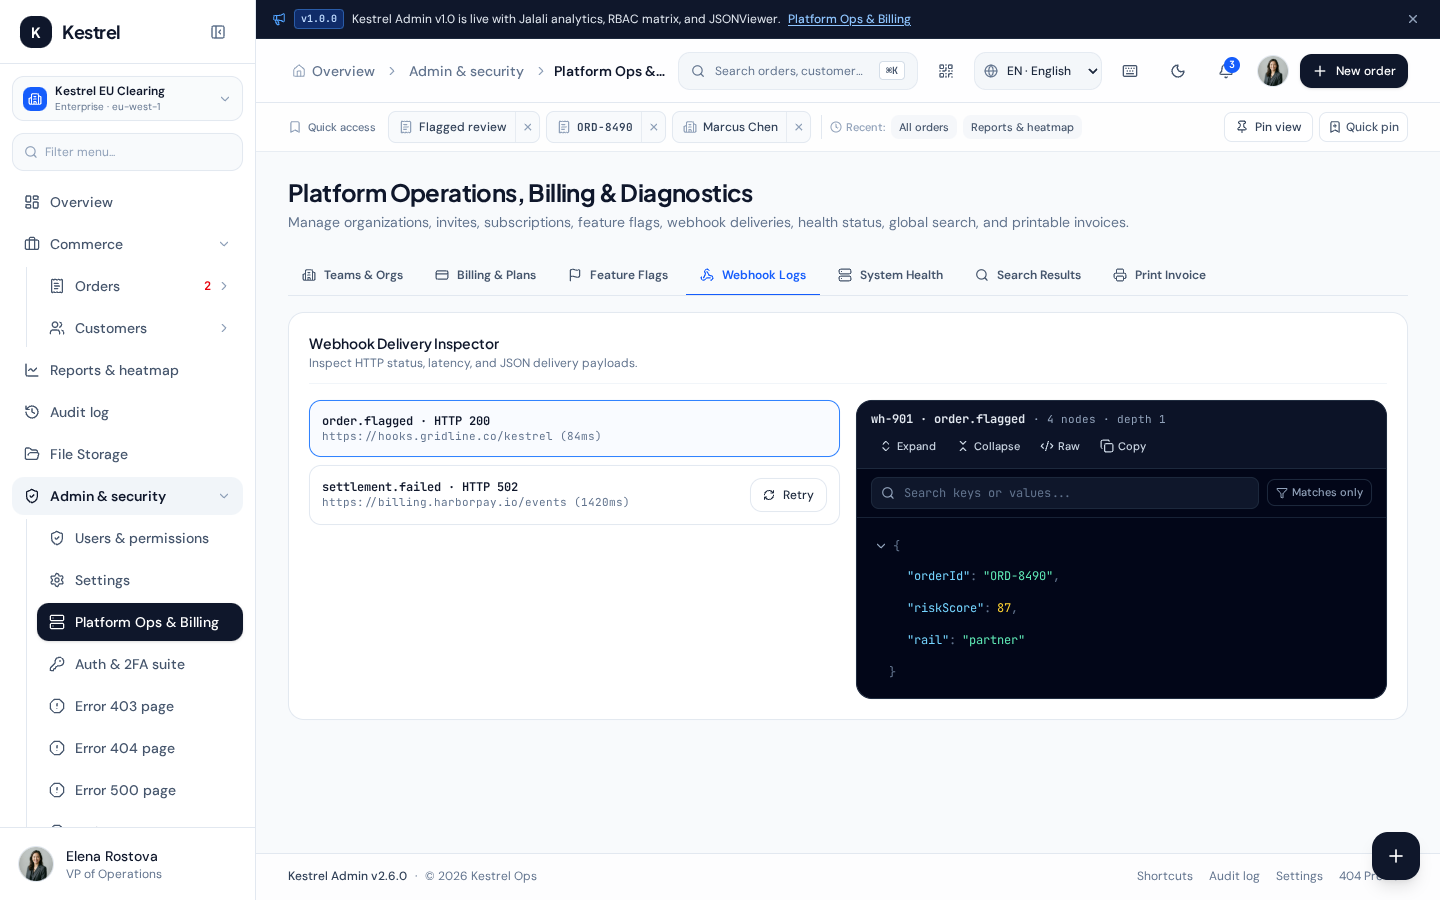 K Kestrel
Kestrel EU Clearing
Enterprise · eu-west-1
Filter menu...
Overview
Commerce
Orders 2
Customers
Reports & heatmap
Audit log
File Storage
Admin & security
Users & permissions
Settings
Platform Ops & Billing
Auth & 2FA suite
Error 403 page
Error 404 page
Error 500 page
Elena Rostova
VP of Operations
v1.0.0 Kestrel Admin v1.0 is live with Jalali analytics, RBAC matrix, and JSONViewer. Platform Ops & Billing
Overview Admin & security Platform Ops &... Search orders, customer... ⌘K EN · English 3 New order
Quick access Flagged review ORD-8490 Marcus Chen Recent: All orders Reports & heatmap Pin view Quick pin
Platform Operations, Billing & Diagnostics
Manage organizations, invites, subscriptions, feature flags, webhook deliveries, health status, global search, and printable invoices.
Teams & Orgs Billing & Plans Feature Flags Webhook Logs System Health Search Results Print Invoice
Webhook Delivery Inspector
Inspect HTTP status, latency, and JSON delivery payloads.
order.flagged · HTTP 200
https://hooks.gridline.co/kestrel (84ms)
settlement.failed · HTTP 502
https://billing.harborpay.io/events (1420ms)
Retry
wh-901 · order.flagged · 4 nodes · depth 1
Expand Collapse Raw Copy
Search keys or values... Matches only
{
"orderId": "ORD-8490",
"riskScore": 87,
"rail": "partner"
}
Kestrel Admin v2.6.0 · © 2026 Kestrel Ops
Shortcuts Audit log Settings 404